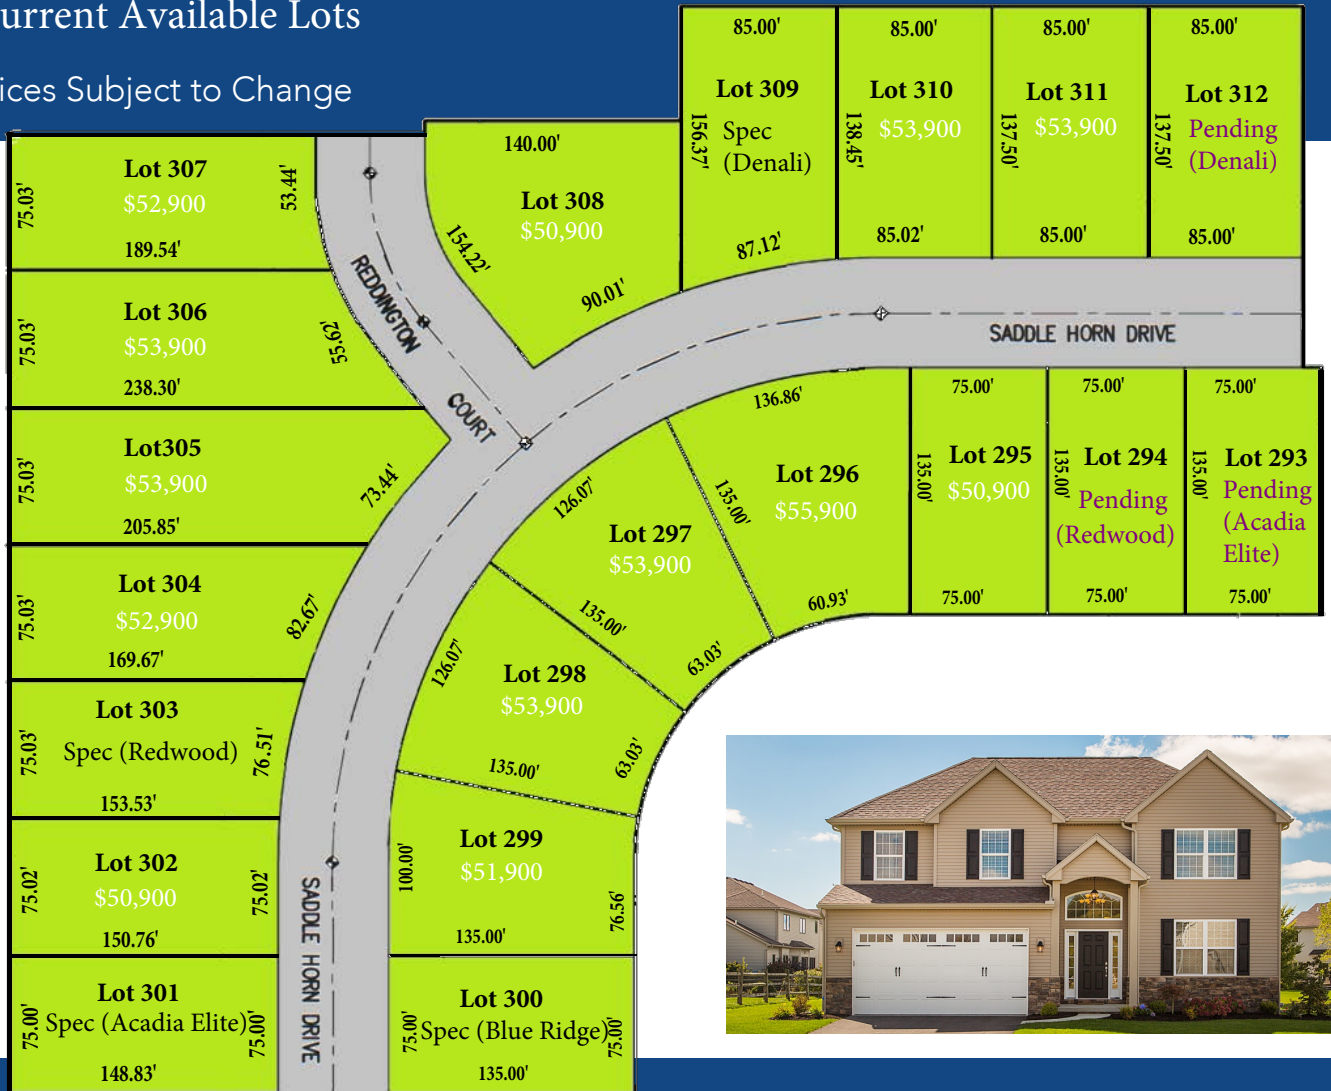 urrent Available Lots
ices Subject to Change
85.00'
Lot 309
Spec
(Denali)
156.37'
87.12'
85.00'
Lot 310
$53,900
138.45'
85.02'
85.00'
Lot 311
$53,900
137.50'
85.00'
85.00'
Lot 312
Pending
(Denali)
137.50'
85.00'
Lot 307
$52,900
75.03'
53.44'
189.54'
140.00'
Lot 308
$50,900
154.22'
90.01'
REDDINGTON
COURT
SADDLE HORN DRIVE
Lot 306
$53,900
75.03'
55.62'
238.30'
Lot305
$53,900
75.03'
73.44'
205.85'
Lot 304
$52,900
75.03'
82.67'
169.67'
Lot 303
Spec (Redwood)
75.03'
76.51'
153.53'
Lot 302
$50,900
75.02'
75.02'
150.76'
Lot 301
Spec (Acadia Elite)
75.00'
75.00'
148.83'
SADDLE HORN DRIVE
136.86'
Lot 296
$55,900
135.00'
60.93'
75.00'
Lot 295
$50,900
135.00'
75.00'
75.00'
Lot 294
Pending
(Redwood)
135.00'
75.00'
75.00'
Lot 293
Pending
(Acadia
Elite)
135.00'
75.00'
126.07'
Lot 297
$53,900
135.00'
63.03'
126.07'
Lot 298
$53,900
135.00'
63.03'
Lot 299
$51,900
100.00'
76.56'
135.00'
Lot 300
Spec (Blue Ridge)
75.00'
75.00'
135.00'